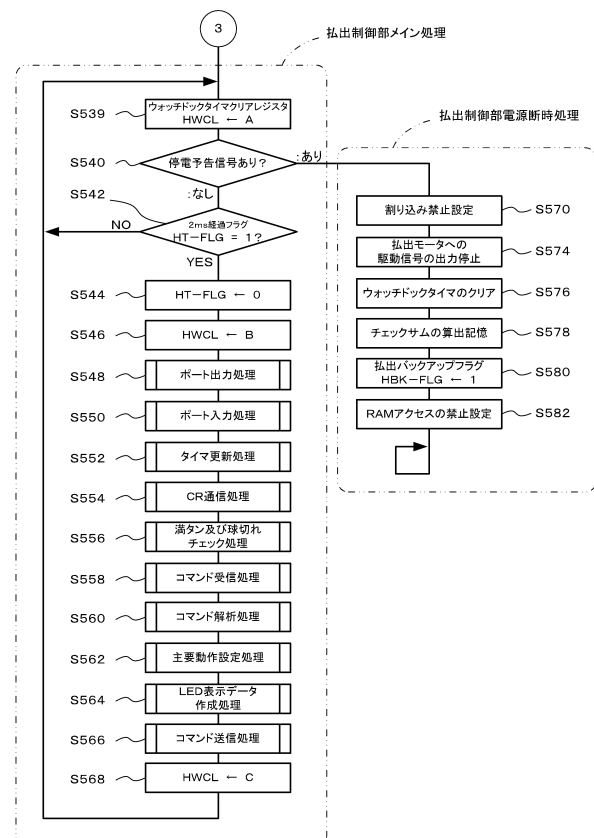 3
払出制御部メイン処理
S539
ウォッチドックタイマクリアレジスタ
HWCL ← A
S540
停電予告信号あり?
:あり
:なし
S542
2ms経過フラグ
HT-FLG = 1?
NO
YES
S544
HT-FLG ← 0
S546
HWCL ← B
S548
ポート出力処理
S550
ポート入力処理
S552
タイマ更新処理
S554
CR通信処理
S556
満タン及び球切れ
チェック処理
S558
コマンド受信処理
S560
コマンド解析処理
S562
主要動作設定処理
S564
LED表示データ
作成処理
S566
コマンド送信処理
S568
HWCL ← C
払出制御部電源断時処理
割り込み禁止設定
S570
払出モータへの
駆動信号の出力停止
S574
ウォッチドックタイマのクリア
S576
チェックサムの算出記憶
S578
払出バックアップフラグ
HBK-FLG ← 1
S580
RAMアクセスの禁止設定
S582